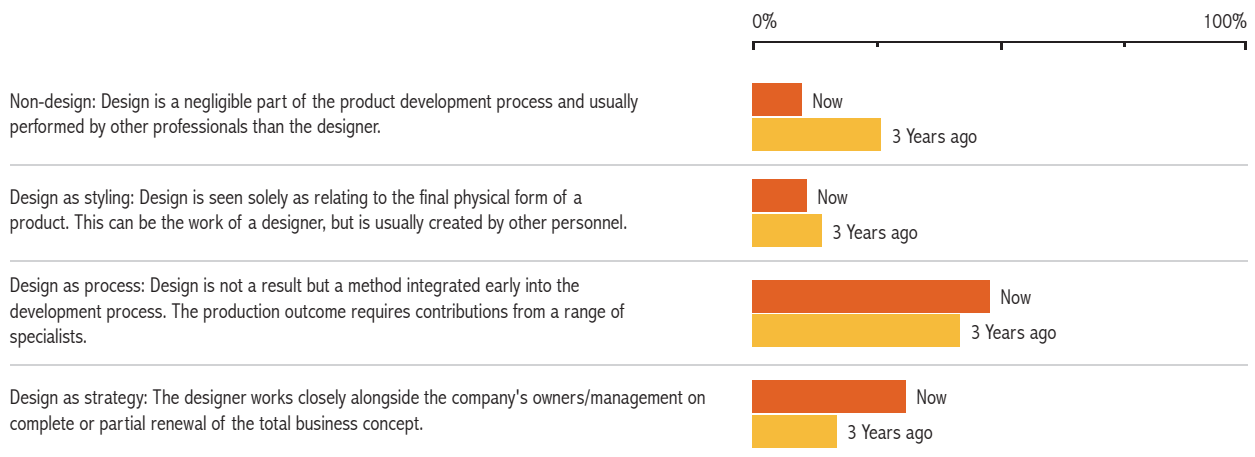 0% 100%
Non-design: Design is a negligible part of the product development process and usually
performed by other professionals than the designer.
Now
3 Years ago
Design as styling: Design is seen solely as relating to the final physical form of a
product. This can be the work of a designer, but is usually created by other personnel.
Now
3 Years ago
Design as process: Design is not a result but a method integrated early into the
development process. The production outcome requires contributions from a range of
specialists.
Now
3 Years ago
Design as strategy: The designer works closely alongside the company's owners/management on
complete or partial renewal of the total business concept.
Now
3 Years ago